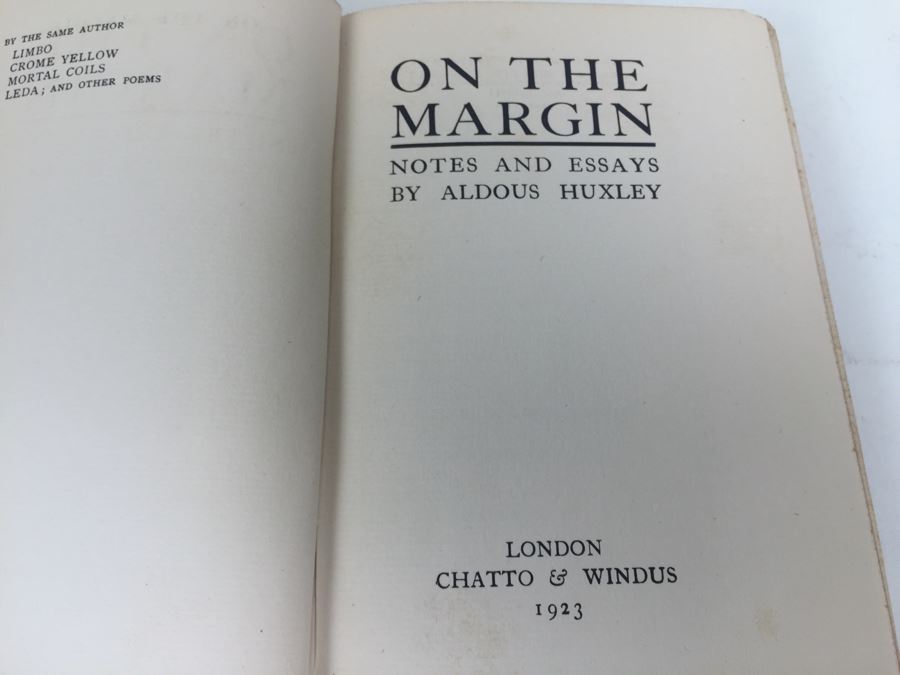 BY THE SAME AUTHOR
LIMBO
CROME YELLOW
MORTAL COILS
LEDA; AND OTHER POEMS
ON THE
MARGIN
NOTES AND ESSAYS
BY ALDOUS HUXLEY
LONDON
CHATTO & WINDUS
1923